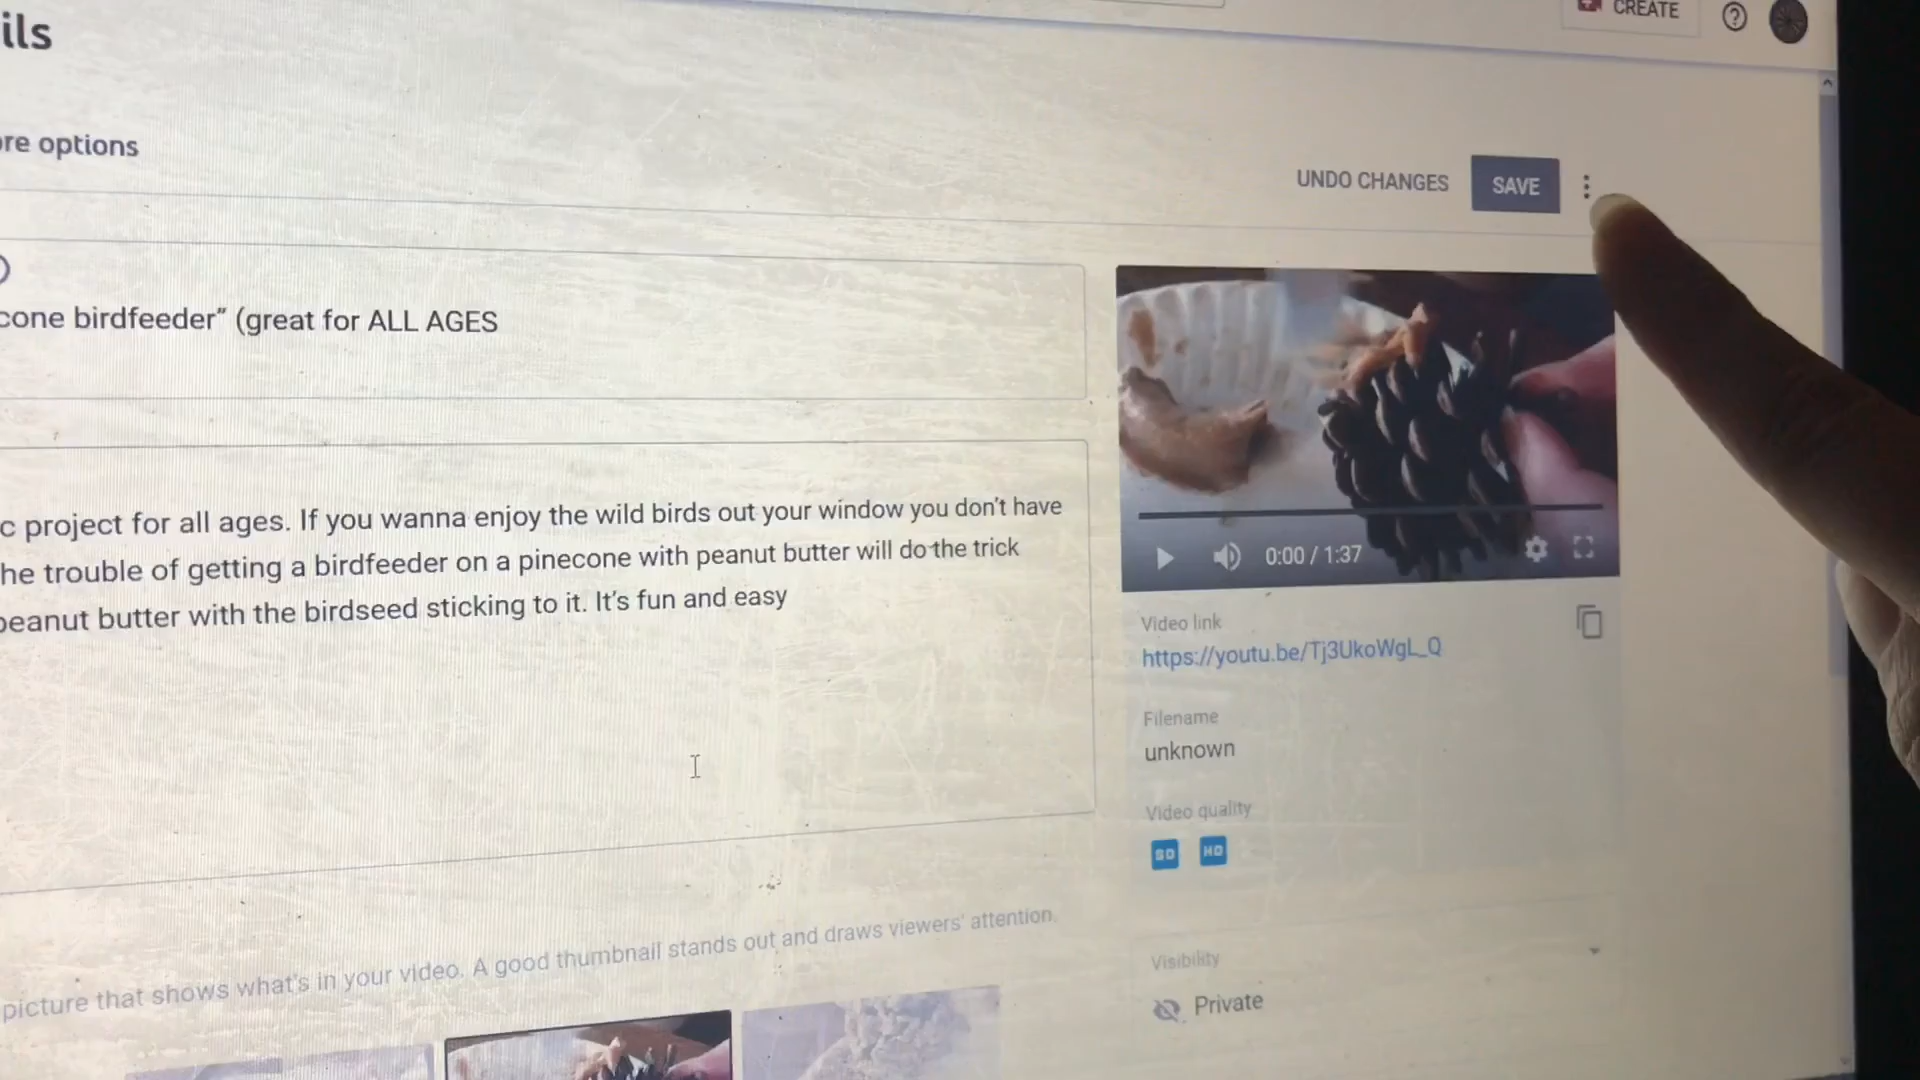 ils
CREATE
re options
UNDO CHANGES
SAVE
cone birdfeeder” (great for ALL AGES
c project for all ages. If you wanna enjoy the wild birds out your window you don’t have
he trouble of getting a birdfeeder on a pinecone with peanut butter will do the trick
peanut butter with the birdseed sticking to it. It’s fun and easy
0:00 / 1:37
Video link
https://youtu.be/Tj3UkoWgL_Q
Filename
unknown
Video quality
SD HD
picture that shows what's in your video. A good thumbnail stands out and draws viewers' attention.
Visibility
Private